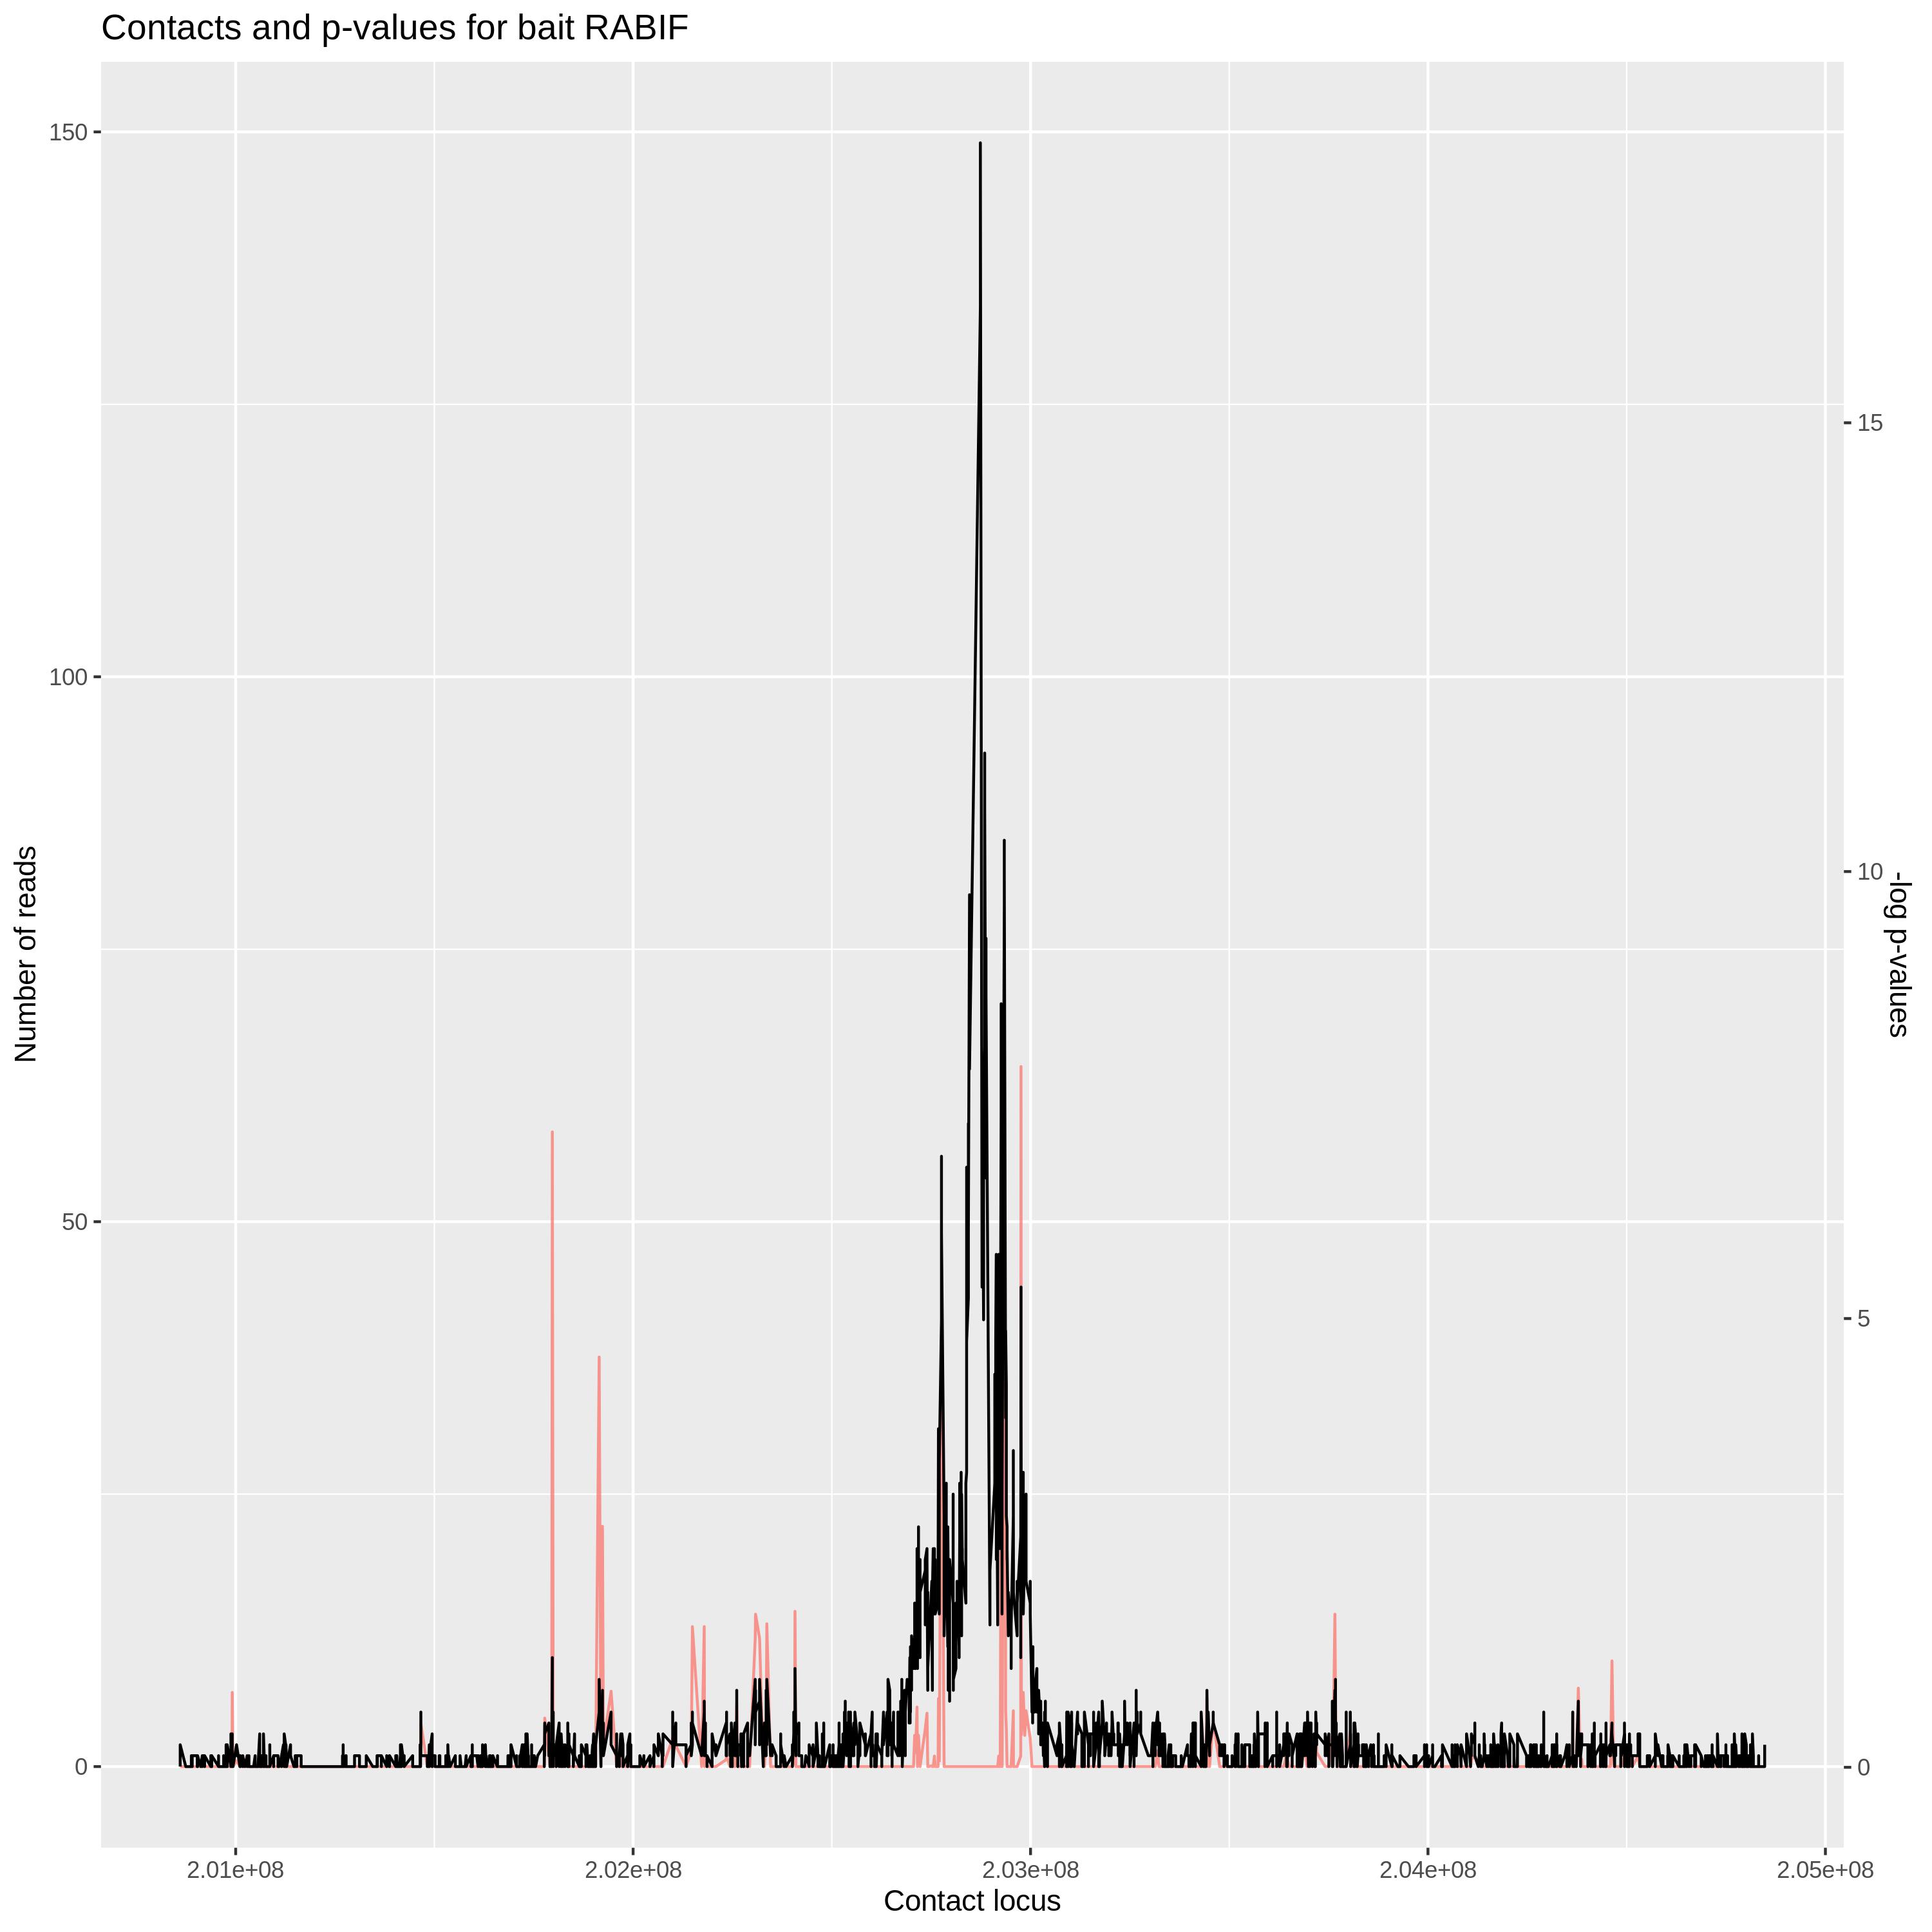 Contacts and p-values for bait RABIF
150
100
50
0
Number of reads
15
10
5
0
-log p-values
2.01e+08
2.02e+08
2.03e+08
2.04e+08
2.05e+08
Contact locus